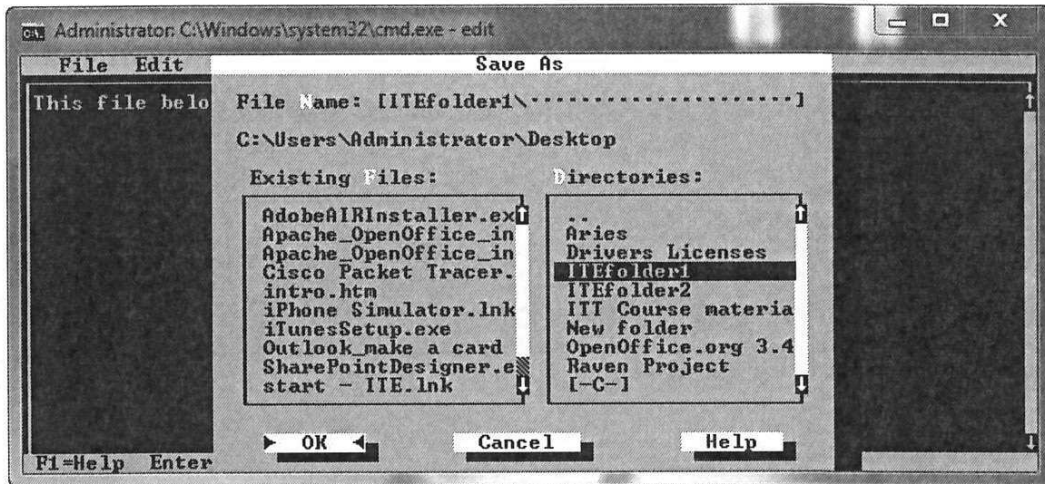 Administrator: C:\Windows\system32\cmd.exe - edit
File Edit
Save As
This file belo
File Name: [ITEfolder1\······················]
C:\Users\Administrator\Desktop
Existing Files:
AdobeAIRInstaller.ex
Apache_OpenOffice_in
Apache_OpenOffice_in
Cisco Packet Tracer.
intro.htm
iPhone Simulator.lnk
iTunesSetup.exe
Outlook_make a card
SharePointDesigner.e
start - ITE.lnk
Directories:
..
Aries
Drivers Licenses
ITEfolder1
ITEfolder2
ITT Course materia
New folder
OpenOffice.org 3.4
Raven Project
[-C-]
OK Cancel Help
F1=Help Enter